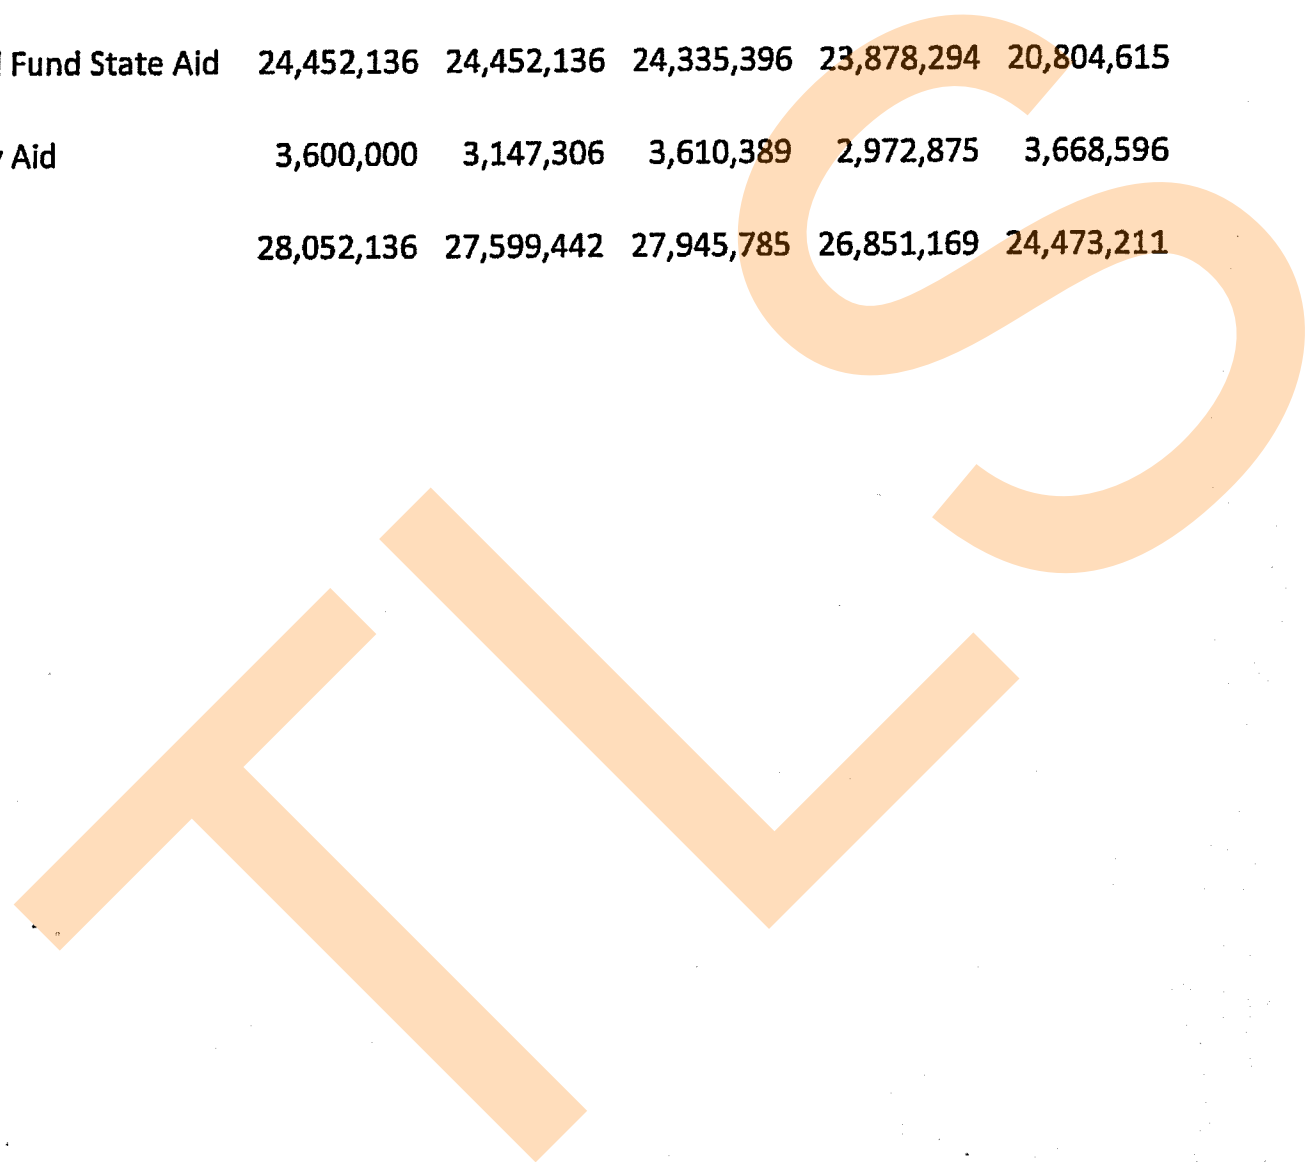 Fund State Aid 24,452,136 24,452,136 24,335,396 23,878,294 20,804,615
Aid 3,600,000 3,147,306 3,610,389 2,972,875 3,668,596
28,052,136 27,599,442 27,945,785 26,851,169 24,473,211
TLS